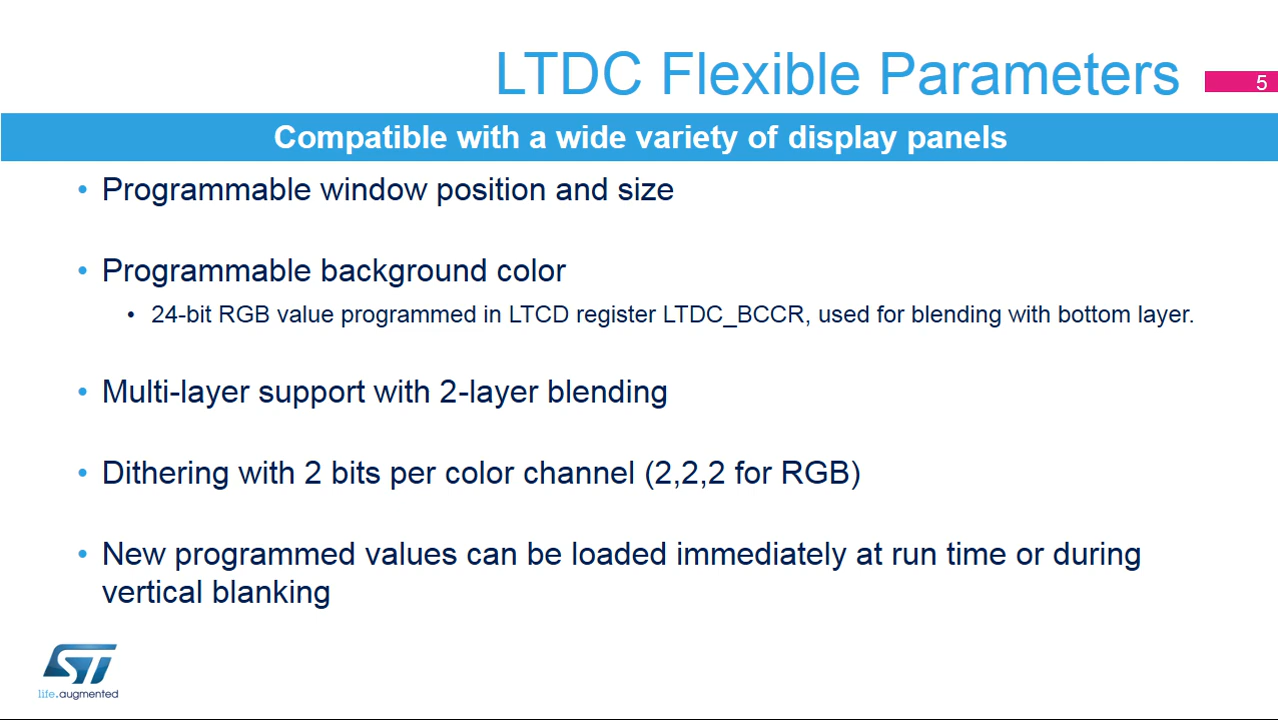 LTDC Flexible Parameters
5
Compatible with a wide variety of display panels
• Programmable window position and size
• Programmable background color
• 24-bit RGB value programmed in LTCD register LTDC_BCCR, used for blending with bottom layer.
• Multi-layer support with 2-layer blending
• Dithering with 2 bits per color channel (2,2,2 for RGB)
• New programmed values can be loaded immediately at run time or during
vertical blanking
ST
life.augmented